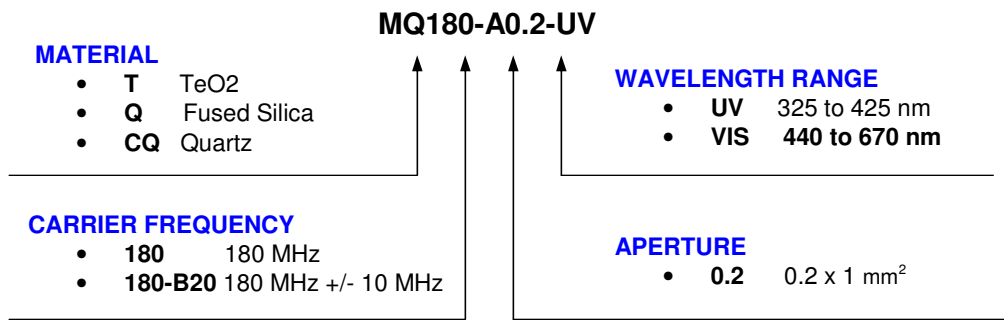 MQ180-A0.2-UV
MATERIAL
• T TeO2
• Q Fused Silica
• CQ Quartz
WAVELENGTH RANGE
• UV 325 to 425 nm
• VIS 440 to 670 nm
CARRIER FREQUENCY
• 180 180 MHz
• 180-B20 180 MHz +/- 10 MHz
APERTURE
• 0.2 0.2 x 1 mm²